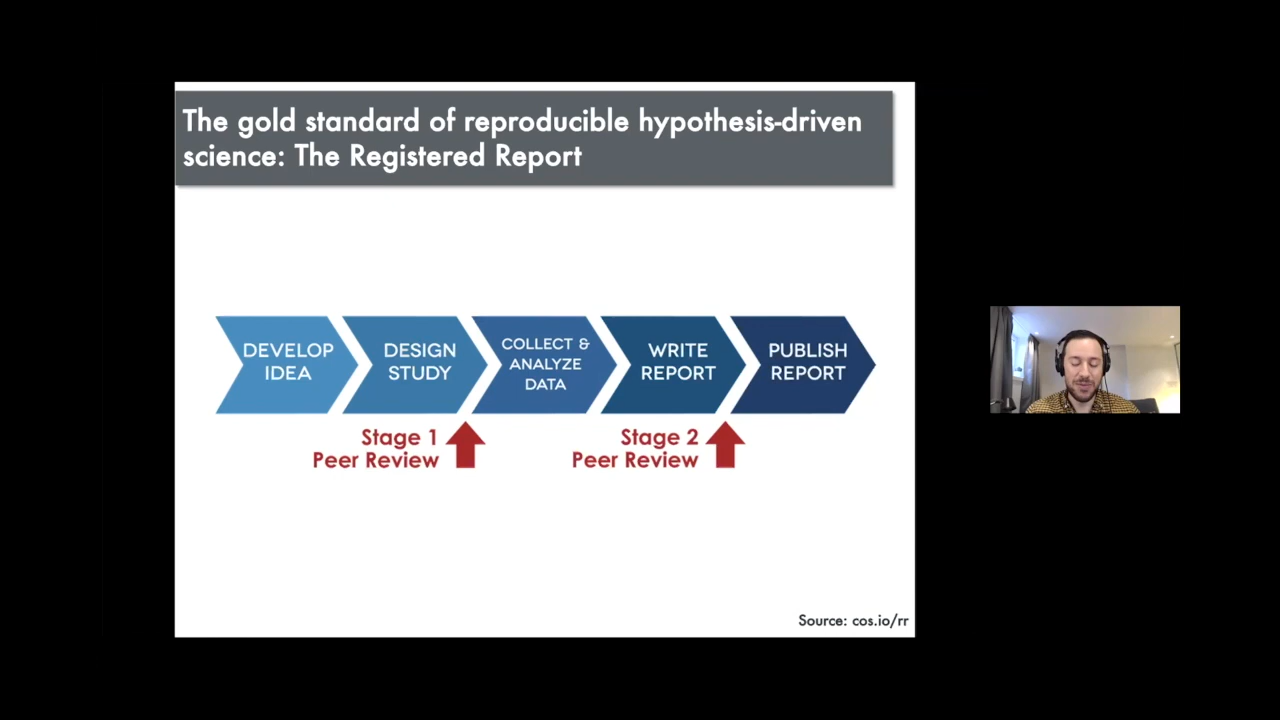 The gold standard of reproducible hypothesis-driven
science: The Registered Report
DEVELOP
IDEA
DESIGN
STUDY
COLLECT &
ANALYZE
DATA
WRITE
REPORT
PUBLISH
REPORT
Stage 1
Peer Review
Stage 2
Peer Review
Source: cos.io/rr